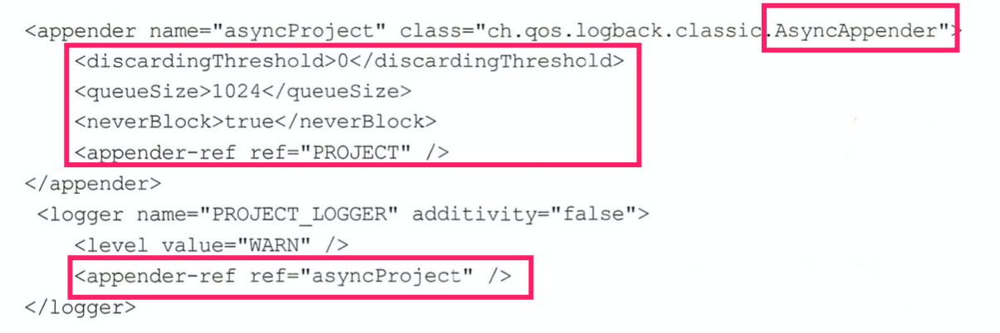 <appender name="asyncProject" class="ch.qos.logback.classic.AsyncAppender">
<discardingThreshold>0</discardingThreshold>
<queueSize>1024</queueSize>
<neverBlock>true</neverBlock>
<appender-ref ref="PROJECT" />
</appender>
<logger name="PROJECT_LOGGER" additivity="false">
<level value="WARN" />
<appender-ref ref="asyncProject" />
</logger>